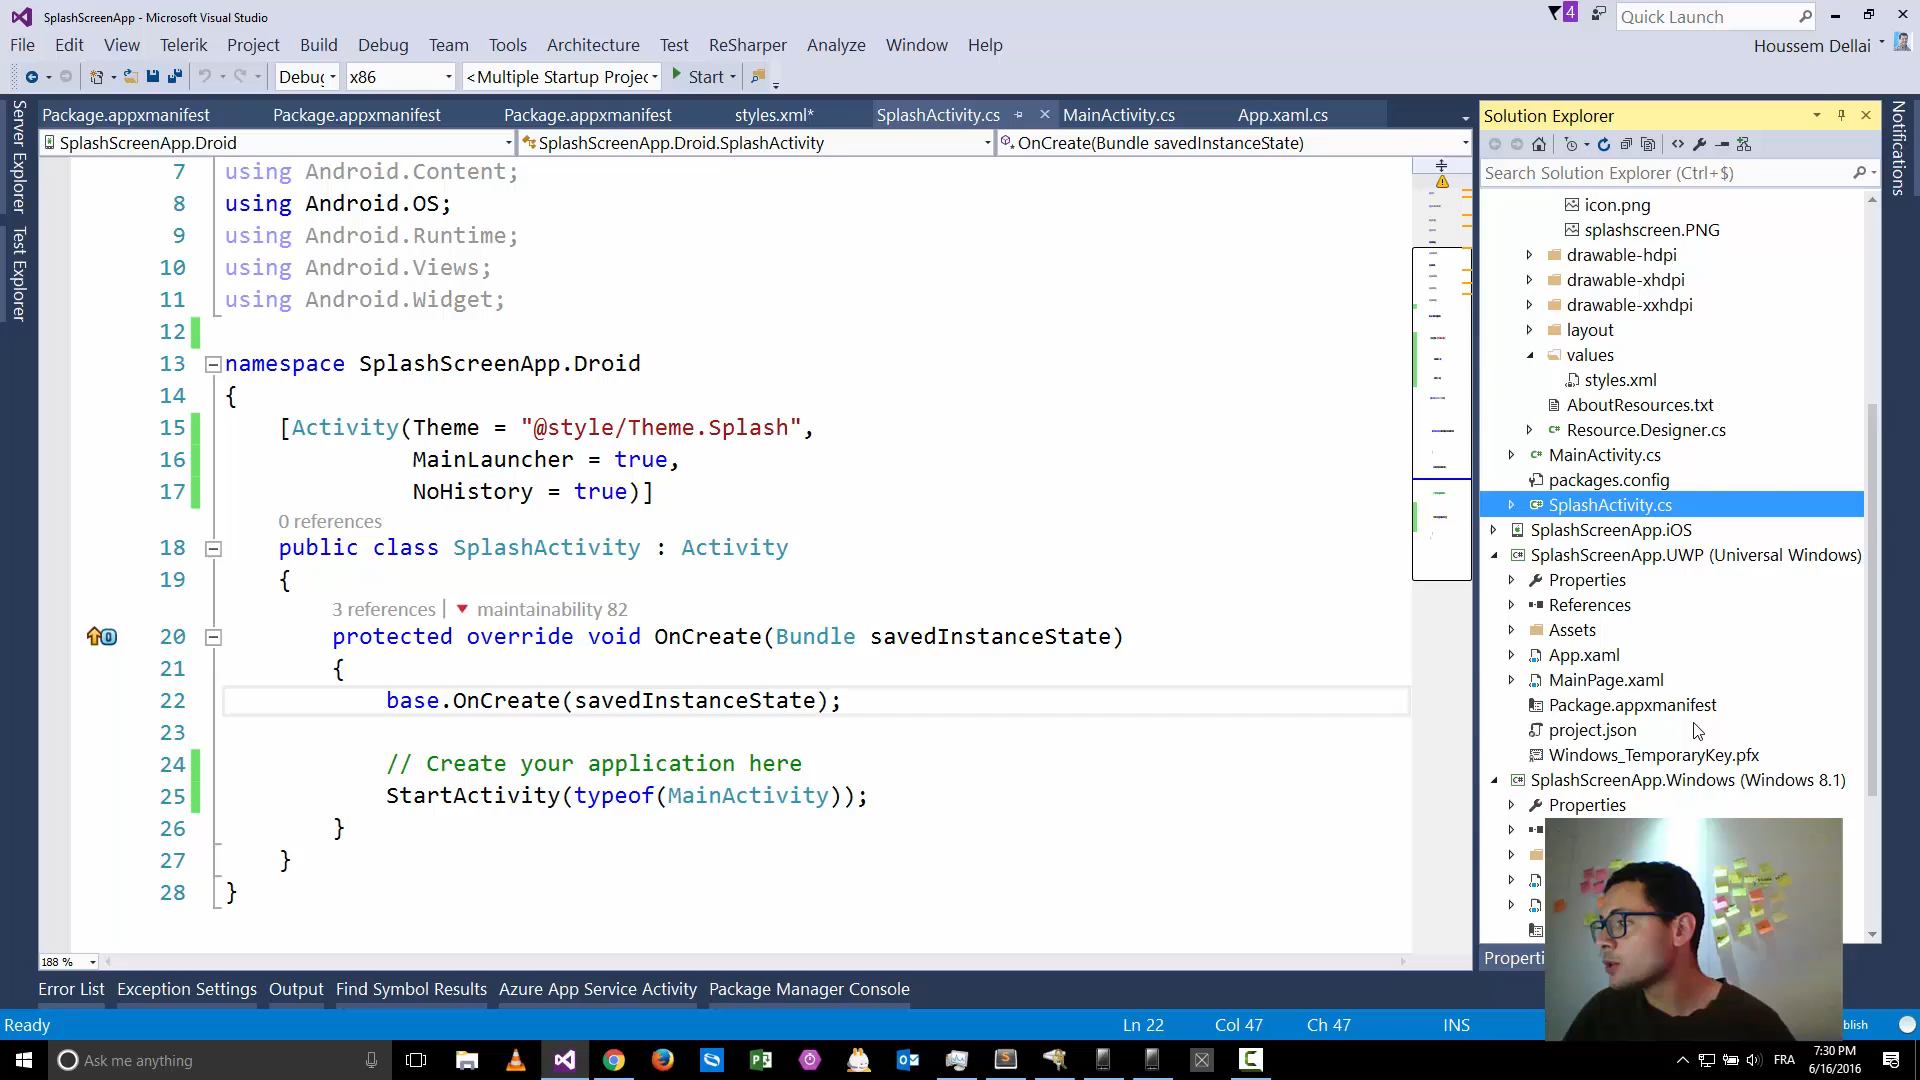 SplashScreenApp - Microsoft Visual Studio
4
Quick Launch
File Edit View Telerik Project Build Debug Team Tools Architecture Test ReSharper Analyze Window Help
Houssem Dellai
Debug x86 <Multiple Startup Projec Start
Server Explorer
Test Explorer
Package.appxmanifest Package.appxmanifest Package.appxmanifest styles.xml* SplashActivity.cs MainActivity.cs App.xaml.cs
SplashScreenApp.Droid SplashScreenApp.Droid.SplashActivity OnCreate(Bundle savedInstanceState)
7 using Android.Content;
8 using Android.OS;
9 using Android.Runtime;
10 using Android.Views;
11 using Android.Widget;
12
13 namespace SplashScreenApp.Droid
14 {
15 [Activity(Theme = "@style/Theme.Splash",
16 MainLauncher = true,
17 NoHistory = true)]
0 references
18 public class SplashActivity : Activity
19 {
3 references | maintainability 82
20 protected override void OnCreate(Bundle savedInstanceState)
21 {
22 base.OnCreate(savedInstanceState);
23
24 // Create your application here
25 StartActivity(typeof(MainActivity));
26 }
27 }
28 }
188 %
Solution Explorer
Search Solution Explorer (Ctrl+$)
icon.png
splashscreen.PNG
drawable-hdpi
drawable-xhdpi
drawable-xxhdpi
layout
values
styles.xml
AboutResources.txt
Resource.Designer.cs
MainActivity.cs
packages.config
SplashActivity.cs
SplashScreenApp.iOS
SplashScreenApp.UWP (Universal Windows)
Properties
References
Assets
App.xaml
MainPage.xaml
Package.appxmanifest
project.json
Windows_TemporaryKey.pfx
SplashScreenApp.Windows (Windows 8.1)
Properties
Properti
Notifications
Error List Exception Settings Output Find Symbol Results Azure App Service Activity Package Manager Console
Ready Ln 22 Col 47 Ch 47 INS blish
Ask me anything
FRA
7:30 PM
6/16/2016